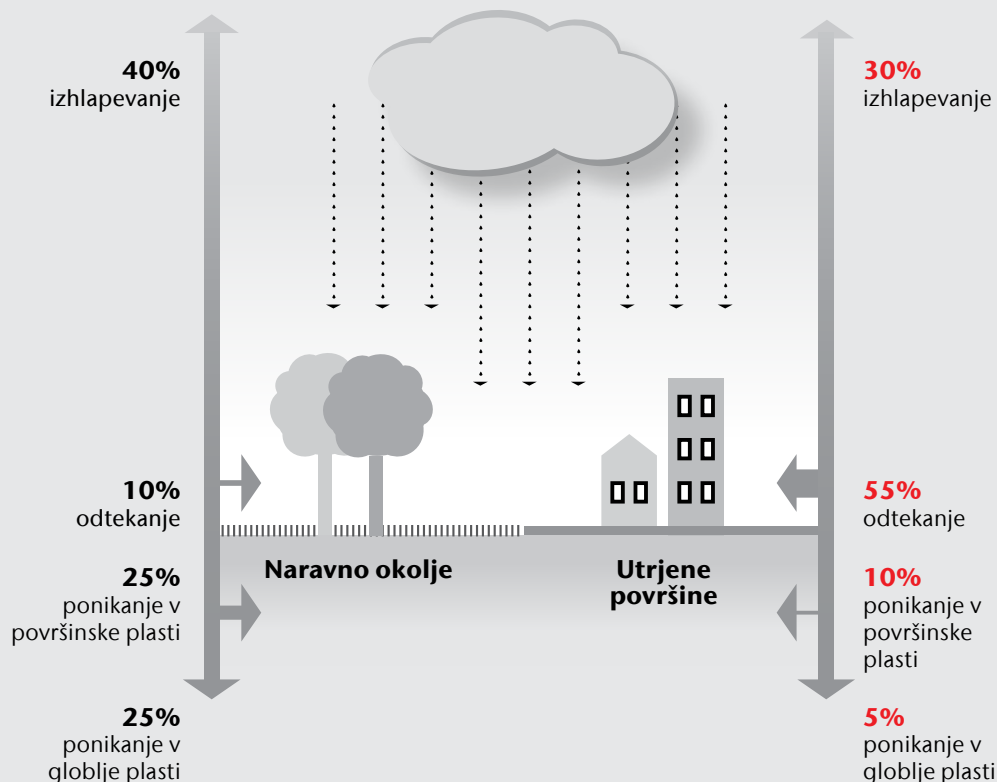 40%
izhlapevanje
10%
odtekanje
25%
ponikanje v
površinske plasti
25%
ponikanje v
globlje plasti
Naravno okolje
Utrjene
površine
30%
izhlapevanje
55%
odtekanje
10%
ponikanje v
površinske
plasti
5%
ponikanje v
globlje plasti